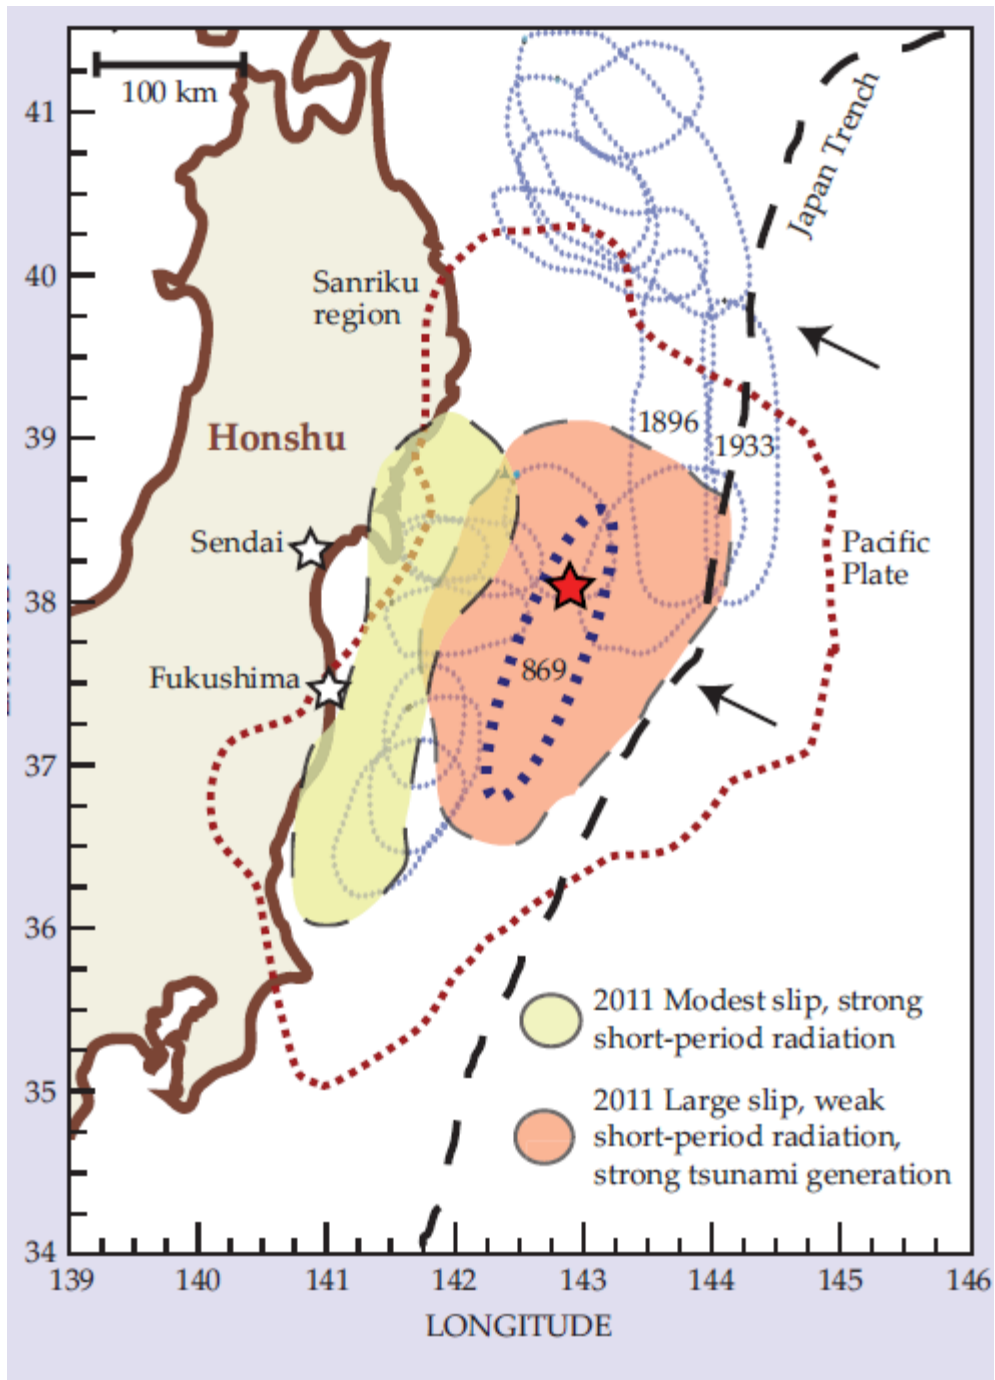 100 km
41
Japan Trench
40
Sanriku
region
39
1896
1933
Honshu
Sendai
Pacific
Plate
38
869
Fukushima
37
36
2011 Modest slip, strong
short-period radiation
35
2011 Large slip, weak
short-period radiation,
strong tsunami generation
34
139 140 141 142 143 144 145 146
LONGITUDE